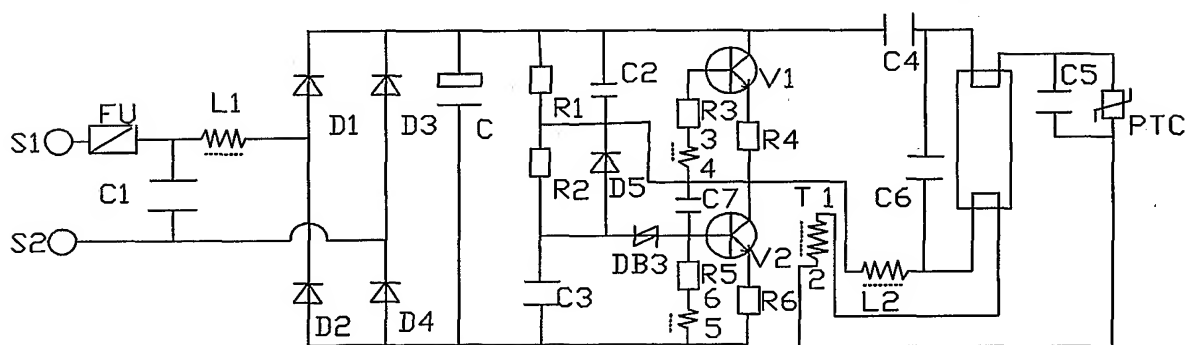 S1
FU
L1
C1
S2
D1
D3
D2
D4
C
R1
R2
C2
D5
C3
DB3
R3
3
4
C7
R5
6
5
V1
R4
V2
R6
T 1
2
L2
C4
C6
C5
PTC